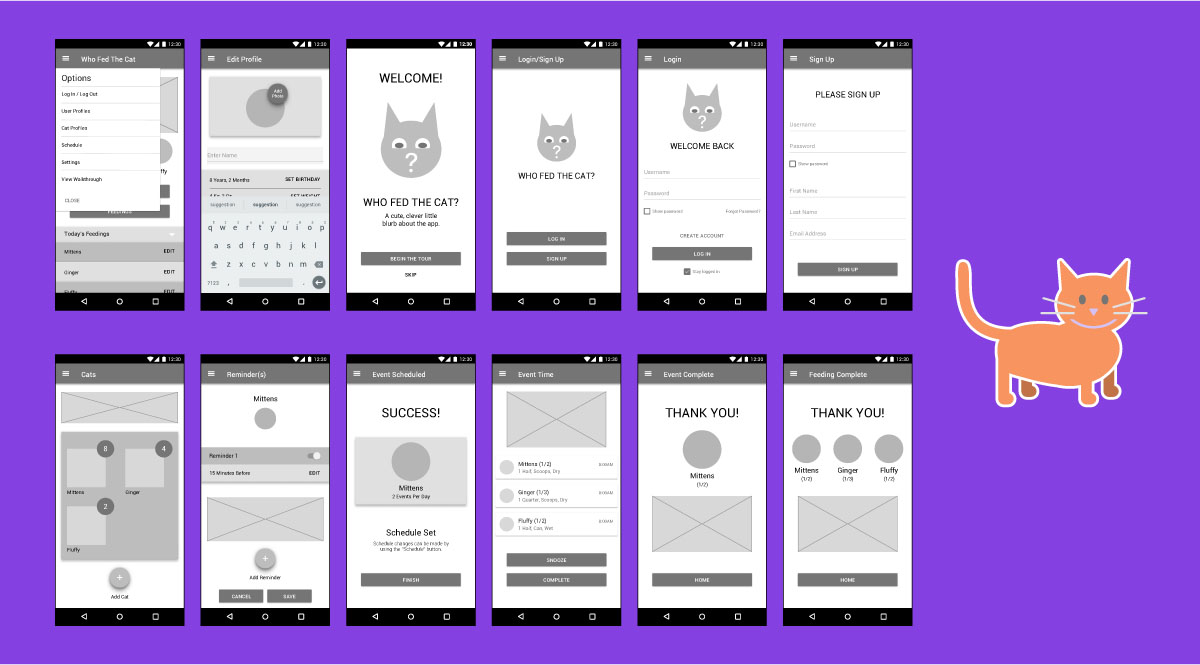 12:30
Who Fed The Cat
Options
Log In / Log Out
User Profiles
Cat Profiles
Schedule
Settings
View Walkthrough
CLOSE
FEEDINGS
Today's Feedings
Mittens EDIT
Ginger EDIT
Fluffy EDIT
12:30
Edit Profile
Add
Photo
Enter Name
8 Years, 2 Months SET BIRTHDAY
SET WEIGHT
suggestion suggestion suggestion
q w e r t y u i o p
a s d f g h j k l
z x c v b n m
?123 , .
12:30
WELCOME!
?
WHO FED THE CAT?
A cute, clever little
blurb about the app.
BEGIN THE TOUR
SKIP
12:30
Login/Sign Up
?
WHO FED THE CAT?
LOG IN
SIGN UP
12:30
Login
?
WELCOME BACK
Username
Password
Show password Forgot Password?
CREATE ACCOUNT
LOG IN
Stay logged in
12:30
Sign Up
PLEASE SIGN UP
Username
Password
Show password
First Name
Last Name
Email Address
SIGN UP
12:30
Cats
8 4
Mittens Ginger
2
Fluffy
+
Add Cat
12:30
Reminder(s)
Mittens
Reminder 1
15 Minutes Before EDIT
+
Add Reminder
CANCEL SAVE
12:30
Event Scheduled
SUCCESS!
Mittens
2 Events Per Day
Schedule Set
Schedule changes can be made by
using the "Schedule" button.
FINISH
12:30
Event Time
Mittens (1/2) 10:00AM
1 Half, Scoops, Dry
Ginger (1/3) 10:00AM
1 Quarter, Scoops, Dry
Fluffy (1/2) 10:00AM
1 Half, Can, Wet
SNOOZE
COMPLETE
12:30
Event Complete
THANK YOU!
Mittens
(1/2)
HOME
12:30
Feeding Complete
THANK YOU!
Mittens Ginger Fluffy
(1/2) (1/3) (1/2)
HOME